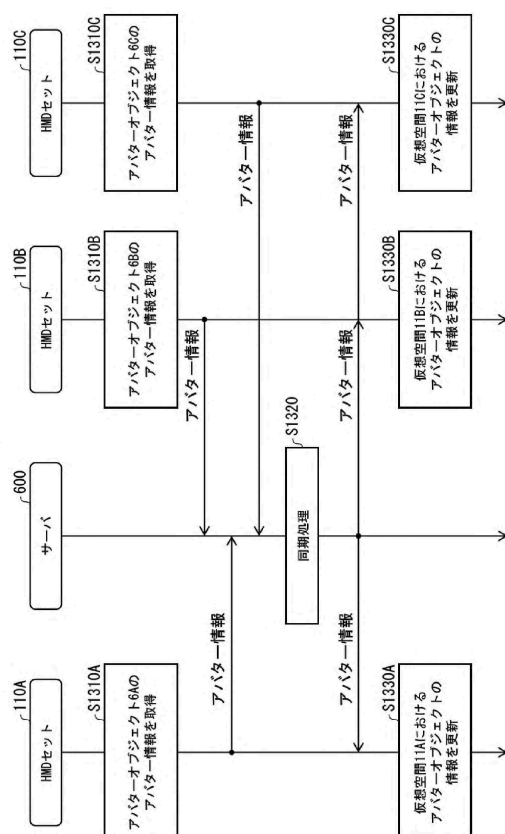 110A
HMDセット
600
サーバ
110B
HMDセット
110C
HMDセット
S1310A
アバターオブジェクト6Aの
アバター情報を取得
S1310B
アバターオブジェクト6Bの
アバター情報を取得
S1310C
アバターオブジェクト6Cの
アバター情報を取得
アバター情報
アバター情報
アバター情報
S1320
同期処理
アバター情報
アバター情報
アバター情報
S1330A
仮想空間11Aにおける
アバターオブジェクトの
情報を更新
S1330B
仮想空間11Bにおける
アバターオブジェクトの
情報を更新
S1330C
仮想空間11Cにおける
アバターオブジェクトの
情報を更新